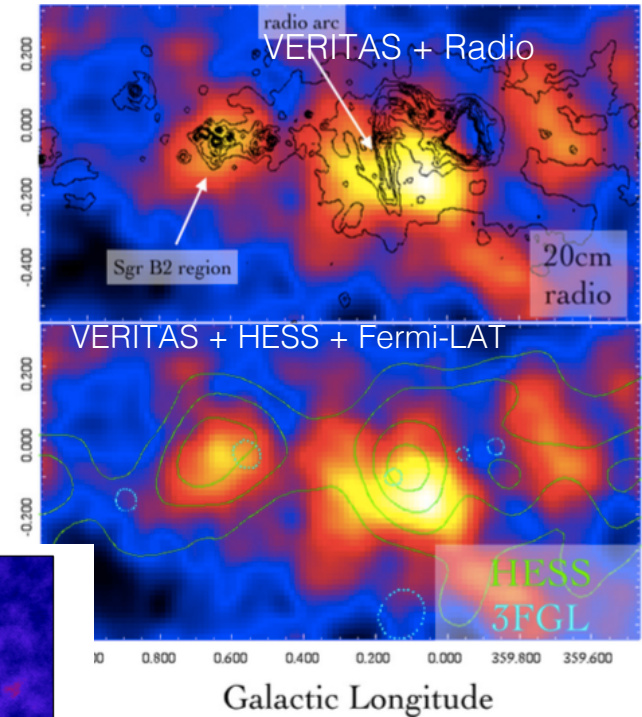 radio arc
VERITAS + Radio
0.200
0.000
-0.200
-0.400
Sgr B2 region
20cm
radio
VERITAS + HESS + Fermi-LAT
0.200
0.000
-0.200
HESS
3FGL
0.800 0.600 0.400 0.200 0.000 359.800 359.600
Galactic Longitude